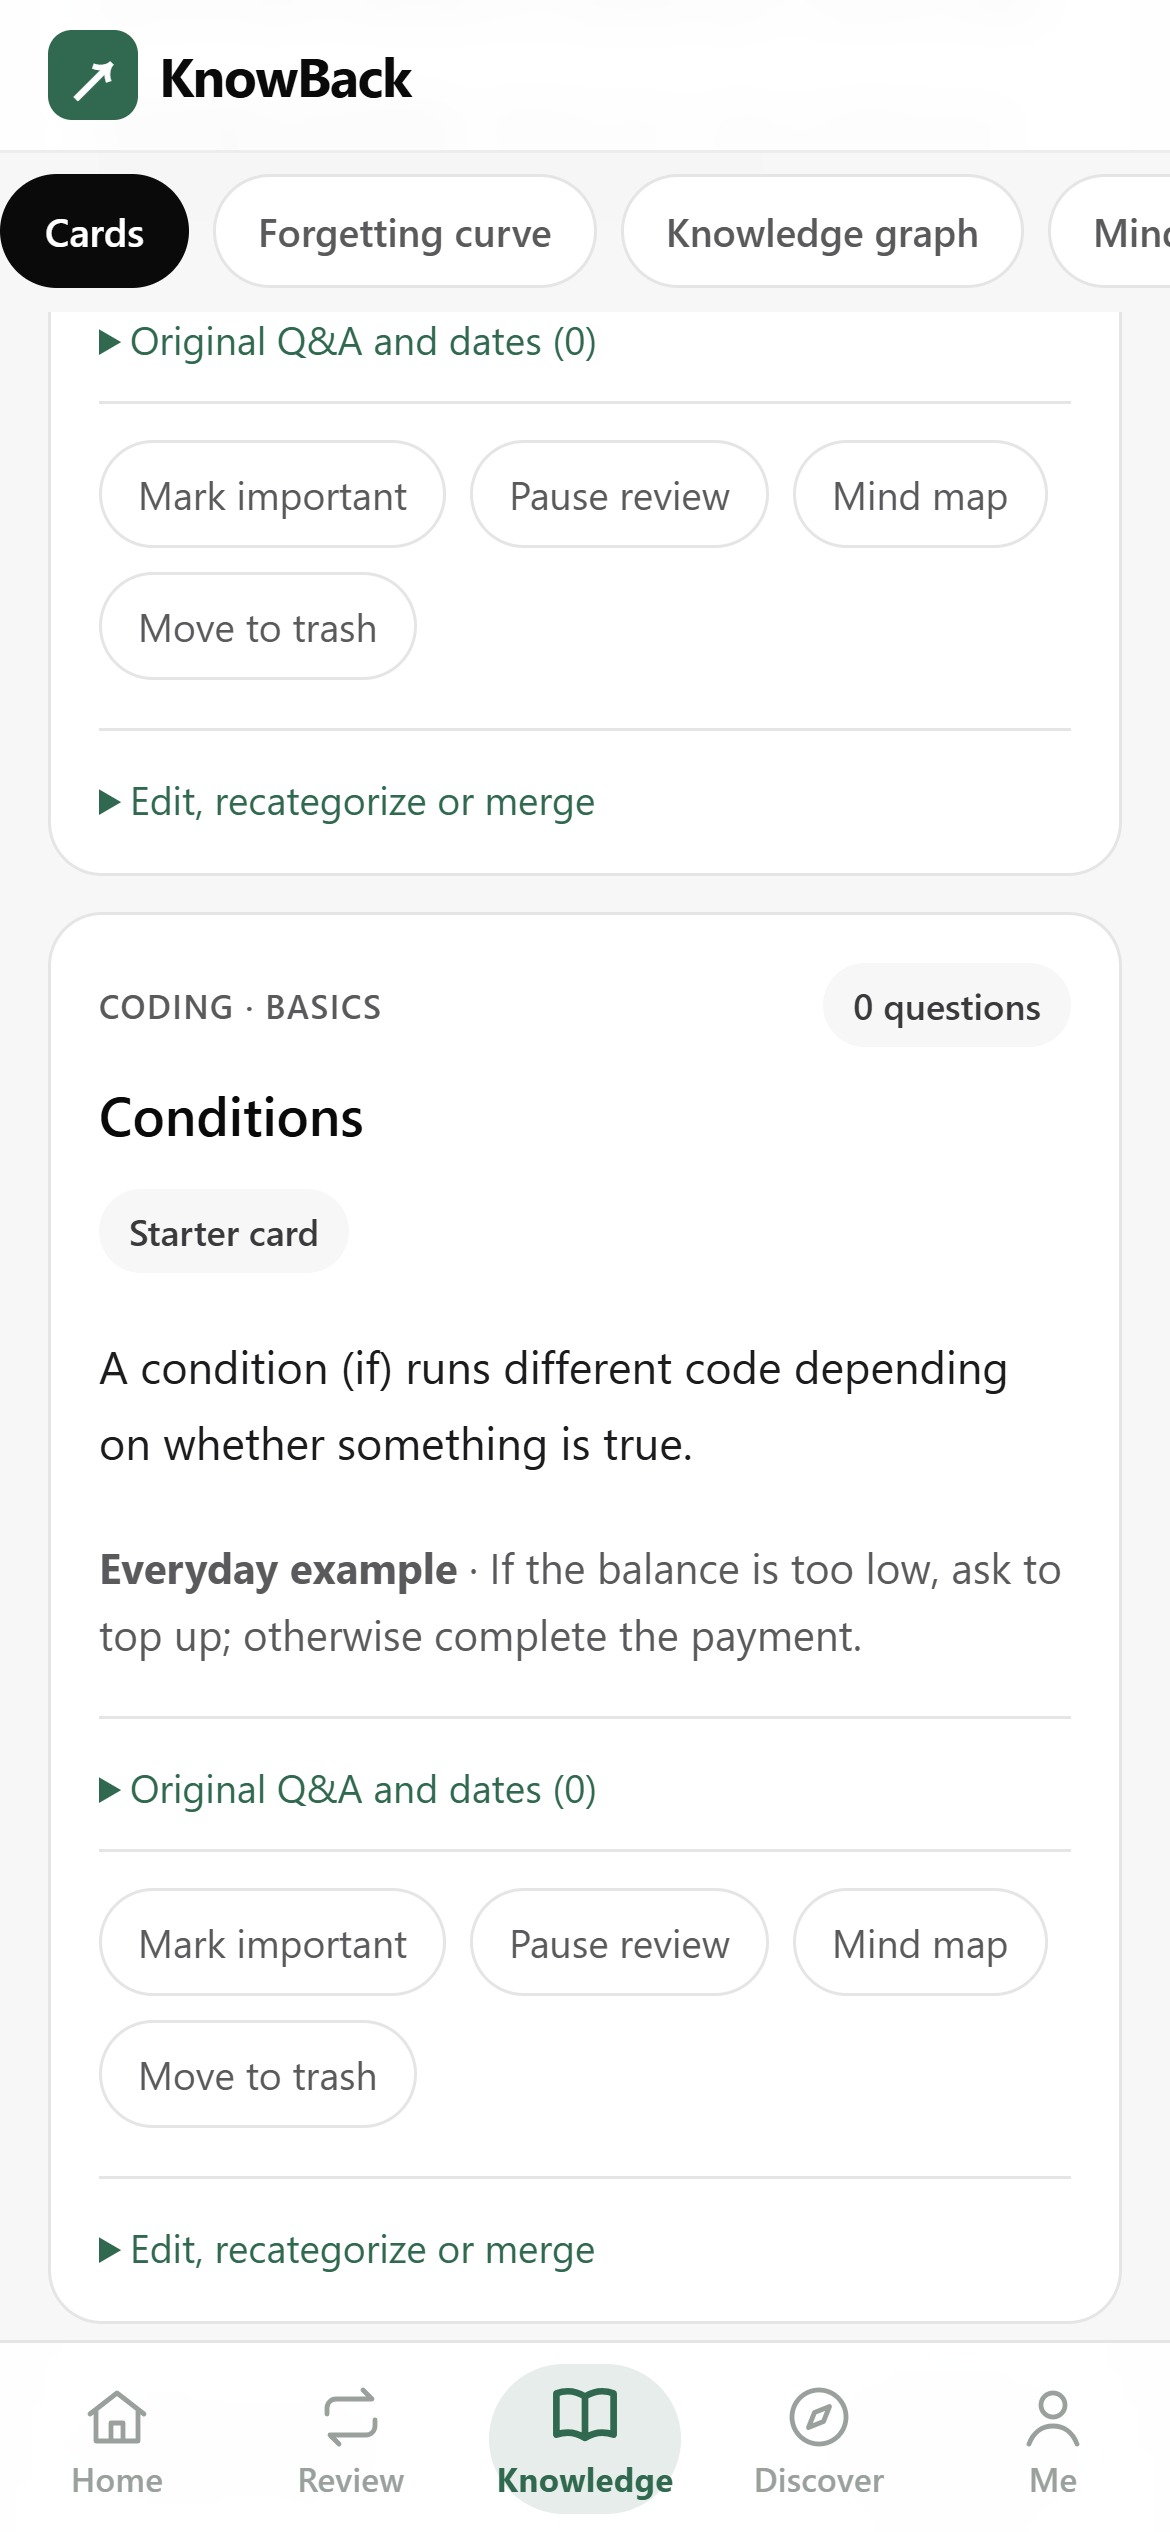 KnowBack
Cards
Forgetting curve
Knowledge graph
▶ Original Q&A and dates (0)
Mark important
Pause review
Mind map
Move to trash
▶ Edit, recategorize or merge
CODING · BASICS
0 questions
Conditions
Starter card
A condition (if) runs different code depending
on whether something is true.
Everyday example · If the balance is too low, ask to
top up; otherwise complete the payment.
▶ Original Q&A and dates (0)
Mark important
Pause review
Mind map
Move to trash
▶ Edit, recategorize or merge
Home
Review
Knowledge
Discover
Me